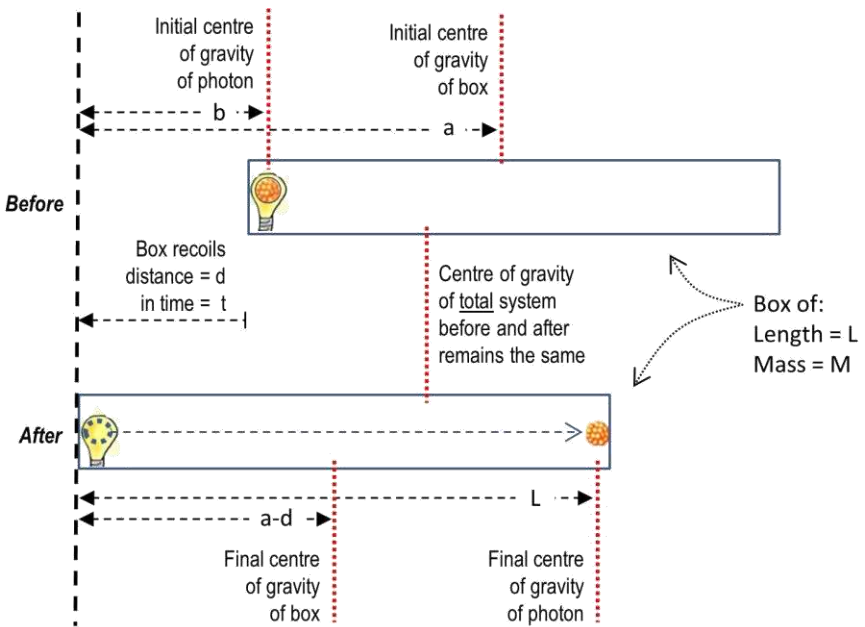 Initial centre
of gravity
of photon
Initial centre
of gravity
of box
b
a
Before
Box recoils
distance = d
in time = t
Centre of gravity
of total system
before and after
remains the same
Box of:
Length = L
Mass = M
After
L
a-d
Final centre
of gravity
of box
Final centre
of gravity
of photon